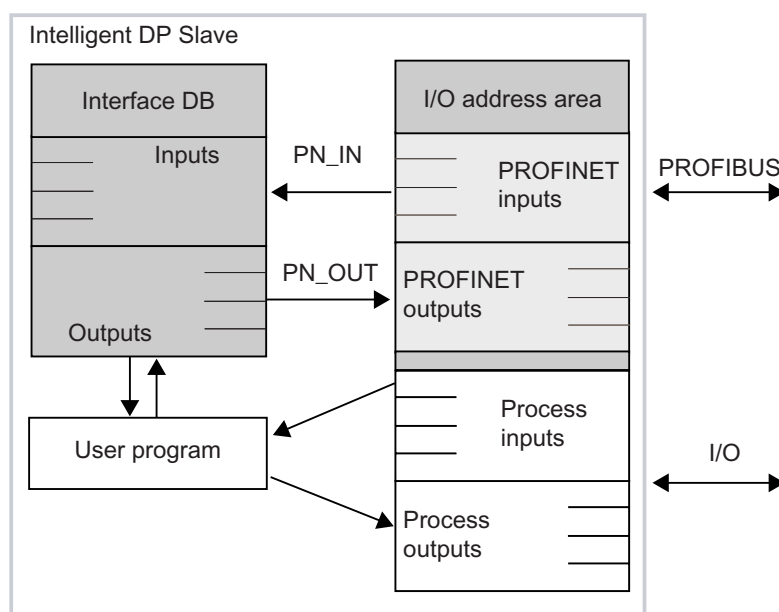 Intelligent DP Slave
Interface DB
I/O address area
Inputs
PN_IN
PROFINET
inputs
PROFIBUS
PN_OUT
PROFINET
outputs
Outputs
Process
inputs
User program
I/O
Process
outputs